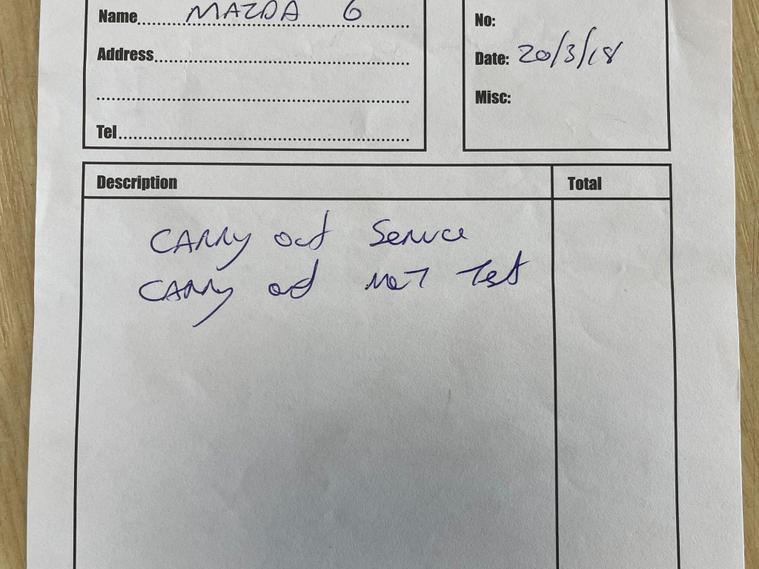 Name MAZDA 6
Address
Tel
No:
Date: 20/3/18
Misc:
Description Total
CARRY out Service
CARRY out MOT Test